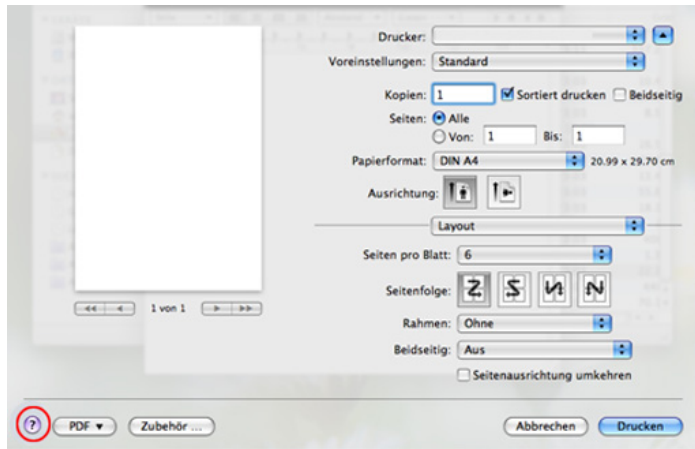 Drucker:
Voreinstellungen: Standard
Kopien: 1 Sortiert drucken Beidseitig
Seiten: Alle
Von: 1 Bis: 1
Papierformat: DIN A4 20.99 x 29.70 cm
Ausrichtung:
Layout
Seiten pro Blatt: 6
Seitenfolge:
1 von 1
Rahmen: Ohne
Beidseitig: Aus
Seitenausrichtung umkehren
? PDF Zubehör ... Abbrechen Drucken